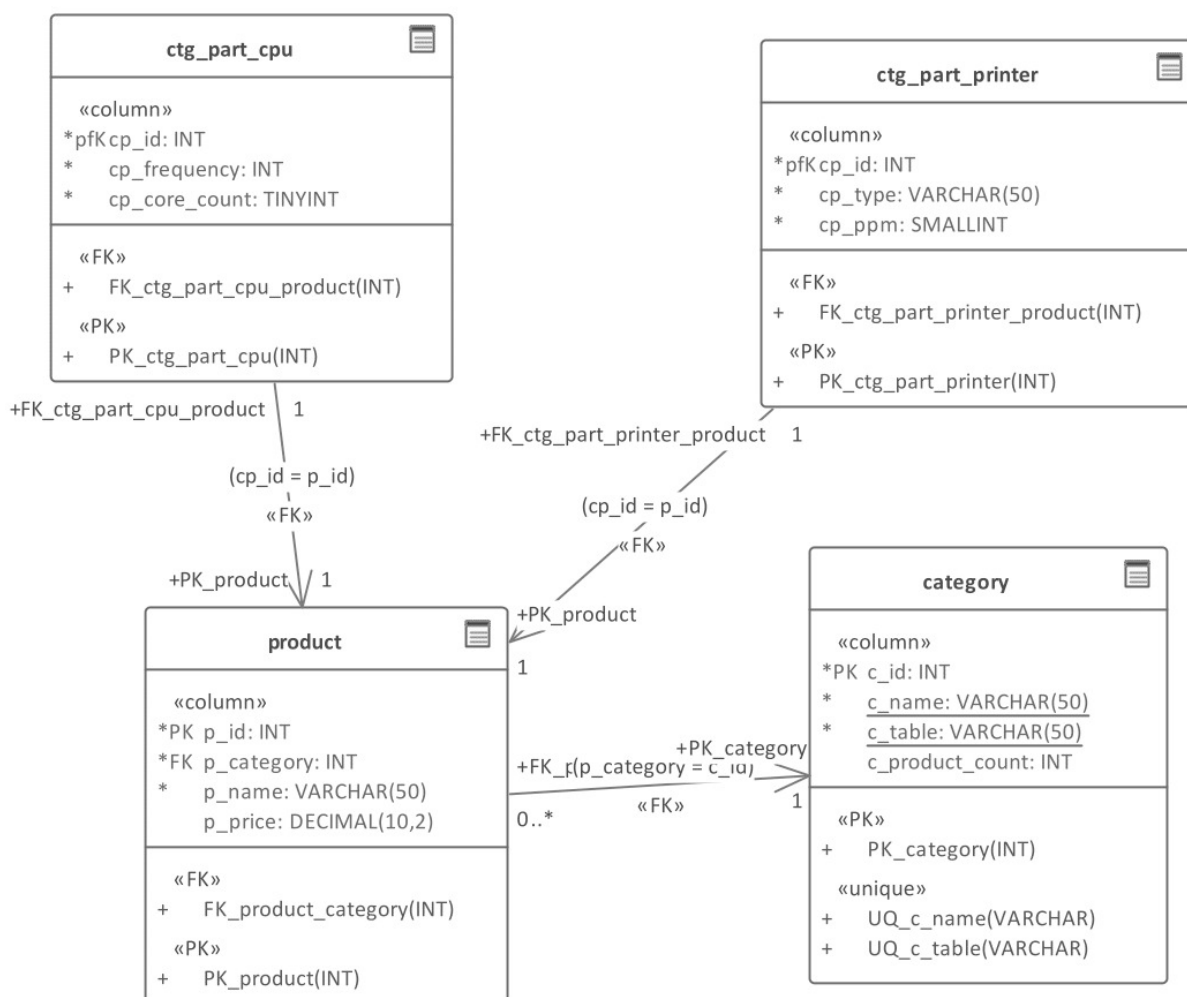 ctg_part_cpu
«column»
*pfK cp_id: INT
* cp_frequency: INT
* cp_core_count: TINYINT
«FK»
+ FK_ctg_part_cpu_product(INT)
«PK»
+ PK_ctg_part_cpu(INT)
ctg_part_printer
«column»
*pfK cp_id: INT
* cp_type: VARCHAR(50)
* cp_ppm: SMALLINT
«FK»
+ FK_ctg_part_printer_product(INT)
«PK»
+ PK_ctg_part_printer(INT)
+FK_ctg_part_cpu_product 1
(cp_id = p_id)
«FK»
+PK_product 1
+FK_ctg_part_printer_product 1
(cp_id = p_id)
«FK»
+PK_product
1
product
«column»
*PK p_id: INT
*FK p_category: INT
* p_name: VARCHAR(50)
p_price: DECIMAL(10,2)
«FK»
+ FK_product_category(INT)
«PK»
+ PK_product(INT)
+PK_category
(p_category = c_id)
«FK»
0..*
1
category
«column»
*PK c_id: INT
* c_name: VARCHAR(50)
* c_table: VARCHAR(50)
c_product_count: INT
«PK»
+ PK_category(INT)
«unique»
+ UQ_c_name(VARCHAR)
+ UQ_c_table(VARCHAR)